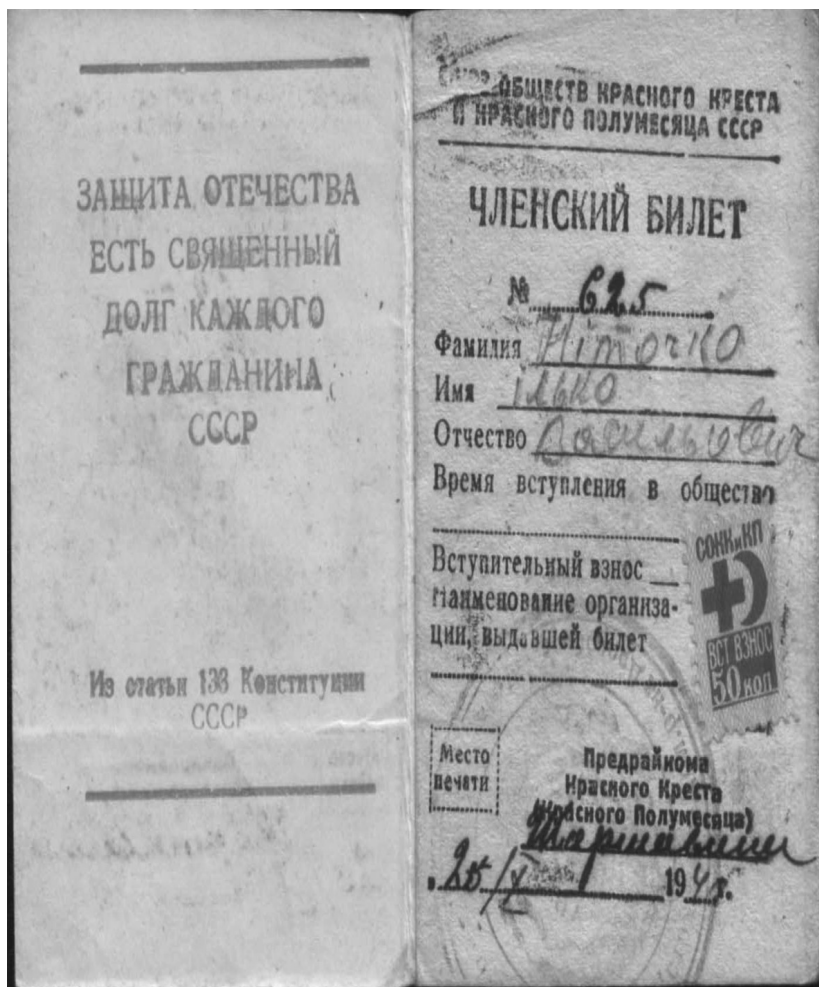 ЗАЩИТА ОТЕЧЕСТВА
ЕСТЬ СВЯЩЕННЫЙ
ДОЛГ КАЖДОГО
ГРАЖДАНИНА
СССР
Из статьи 133 Конституции
СССР
ОБЩЕСТВ КРАСНОГО КРЕСТА
И КРАСНОГО ПОЛУМЕСЯЦА СССР
ЧЛЕНСКИЙ БИЛЕТ
№ 625
Фамилия Нiточко
Имя Iлько
Отчество Васильович
Время вступления в общество
Вступительный взнос
Наименование организа-
ции, выдавшей билет
СОКК и КП
ВСТ ВЗНОС
50 коп
Место
печати
Предрайкома
Красного Креста
(Красного Полумесяца)
25/X 194 г.